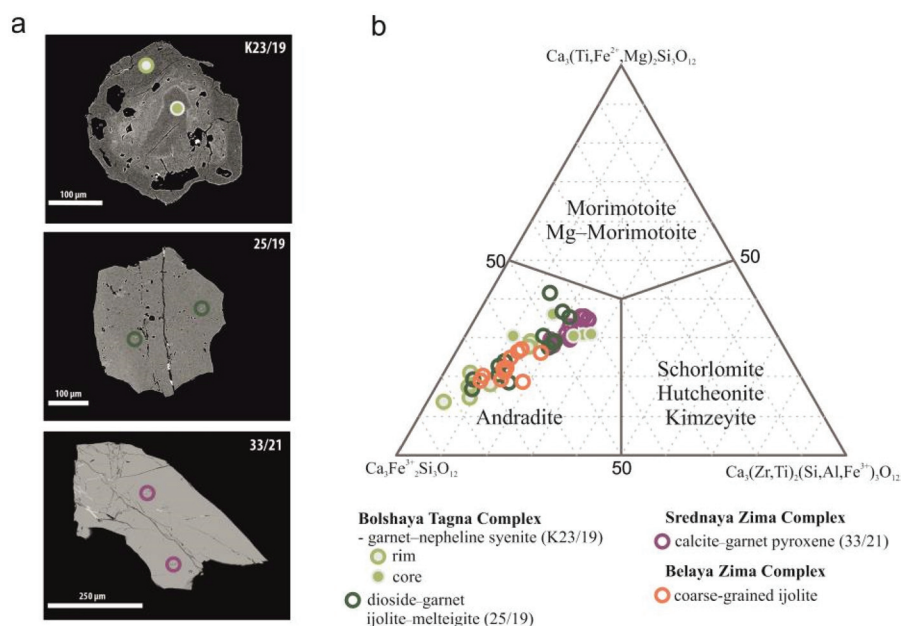 a
K23/19
100 µm
25/19
100 µm
33/21
250 µm
b
Ca₃(Ti,Fe²⁺,Mg)₂Si₃O₁₂
Morimotoite
Mg–Morimotoite
50
50
Schorlomite
Hutcheonite
Kimzeyite
Andradite
Ca₃Fe³⁺₂Si₃O₁₂
50
Ca₃(Zr,Ti)₂(Si,Al,Fe³⁺)₃O₁₂
Bolshaya Tagna Complex
- garnet–nepheline syenite (K23/19)
rim
core
dioside–garnet
ijolite–melteigite (25/19)
Srednaya Zima Complex
calcite–garnet pyroxene (33/21)
Belaya Zima Complex
coarse-grained ijolite